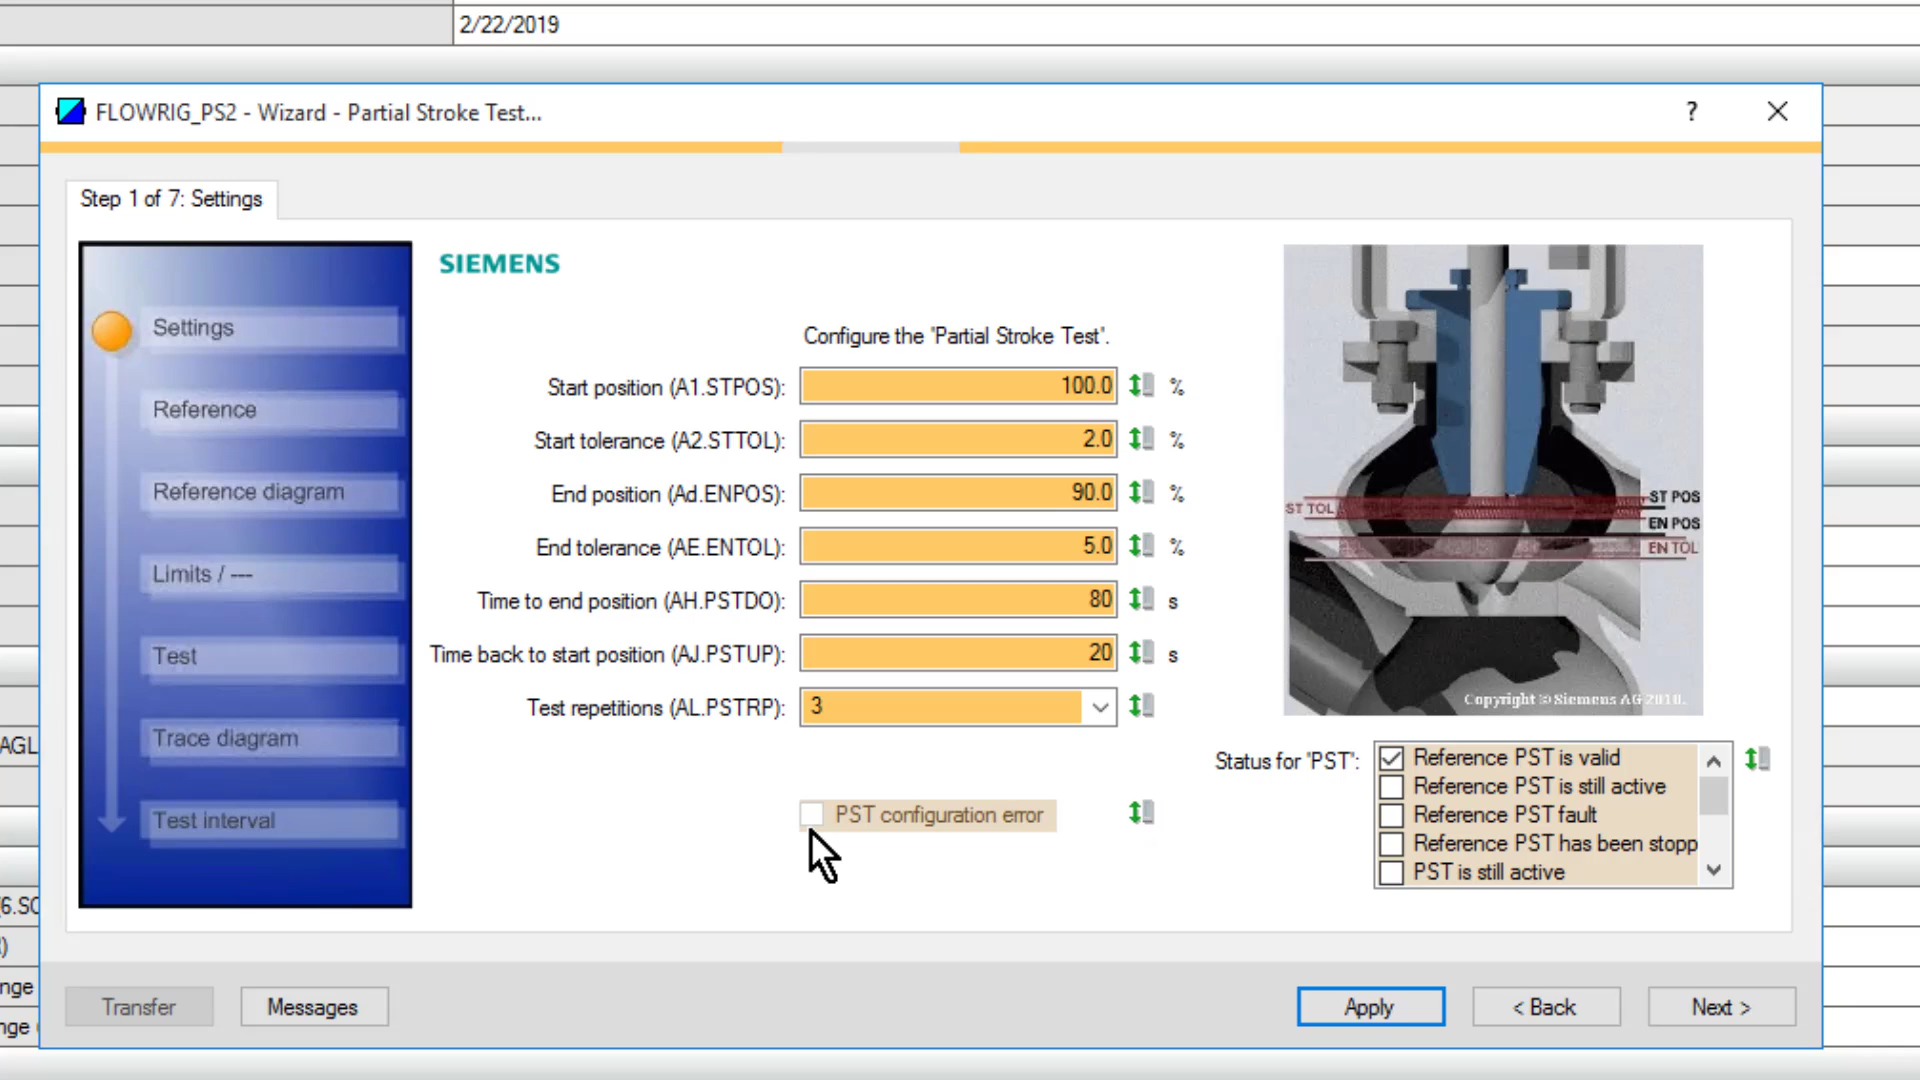 2/22/2019
FLOWRIG_PS2 - Wizard - Partial Stroke Test...
?
Step 1 of 7: Settings
SIEMENS
Settings
Reference
Reference diagram
Limits / ---
Test
Trace diagram
Test interval
Configure the 'Partial Stroke Test'.
Start position (A1.STPOS): 100.0 %
Start tolerance (A2.STTOL): 2.0 %
End position (Ad.ENPOS): 90.0 %
End tolerance (AE.ENTOL): 5.0 %
Time to end position (AH.PSTDO): 80 s
Time back to start position (AJ.PSTUP): 20 s
Test repetitions (AL.PSTRP): 3
PST configuration error
ST POS
ST TOL
EN POS
EN TOL
Copyright © Siemens AG 2010.
Status for 'PST':
Reference PST is valid
Reference PST is still active
Reference PST fault
Reference PST has been stopp
PST is still active
AGL
6.SC
)
nge
nge
Transfer
Messages
Apply
< Back
Next >